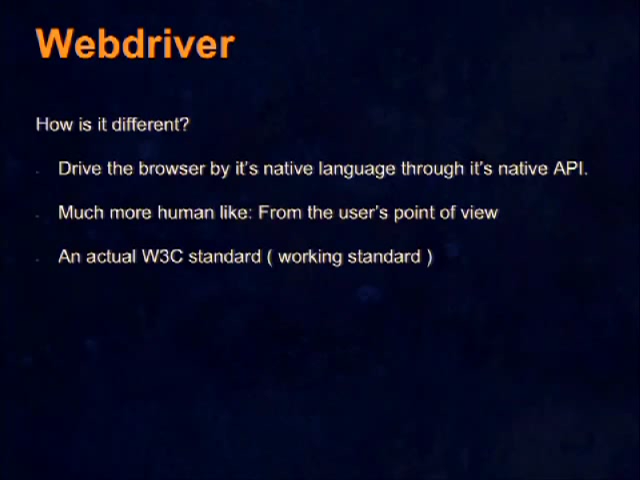 Webdriver
How is it different?
- Drive the browser by it's native language through it's native API.
- Much more human like: From the user's point of view
- An actual W3C standard ( working standard )